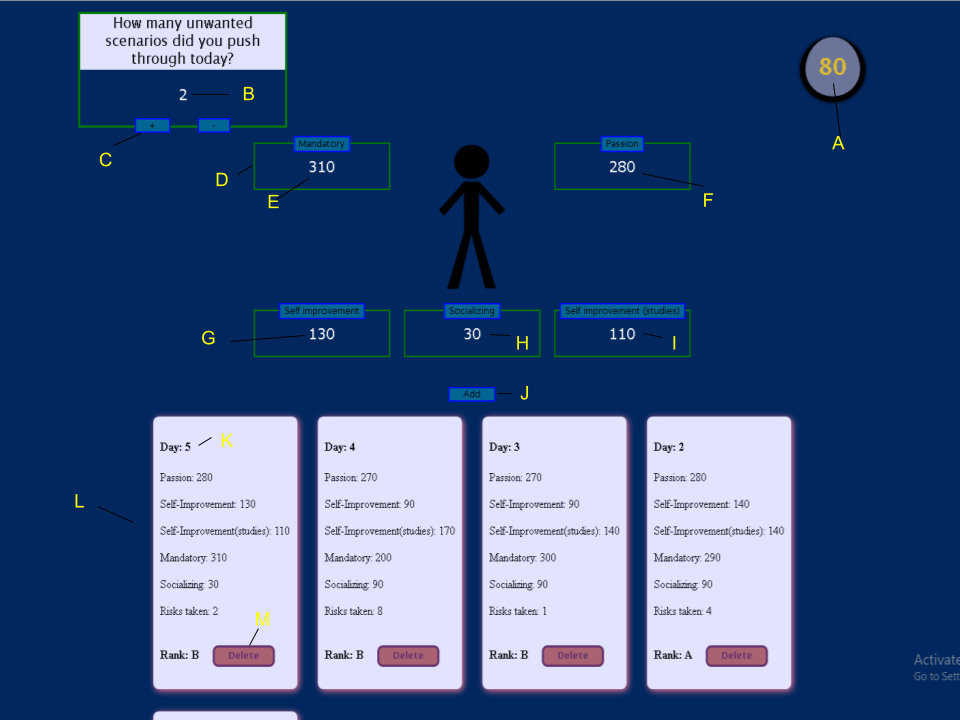 How many unwanted
scenarios did you push
through today?
80
2
B
+
-
A
C
Mandatory
Passion
310
280
D
E
F
Self improvement
Socializing
Self improvement (studies)
130
30
110
G
H
I
Add
J
Day: 5
K
Passion: 280
Self-Improvement: 130
Self-Improvement(studies): 110
Mandatory: 310
Socializing: 30
Risks taken: 2
M
Rank: B
Delete
L
Day: 4
Passion: 270
Self-Improvement: 90
Self-Improvement(studies): 170
Mandatory: 200
Socializing: 90
Risks taken: 8
Rank: B
Delete
Day: 3
Passion: 270
Self-Improvement: 90
Self-Improvement(studies): 140
Mandatory: 300
Socializing: 90
Risks taken: 1
Rank: B
Delete
Day: 2
Passion: 280
Self-Improvement: 140
Self-Improvement(studies): 140
Mandatory: 290
Socializing: 90
Risks taken: 4
Rank: A
Delete
Activate
Go to Sett